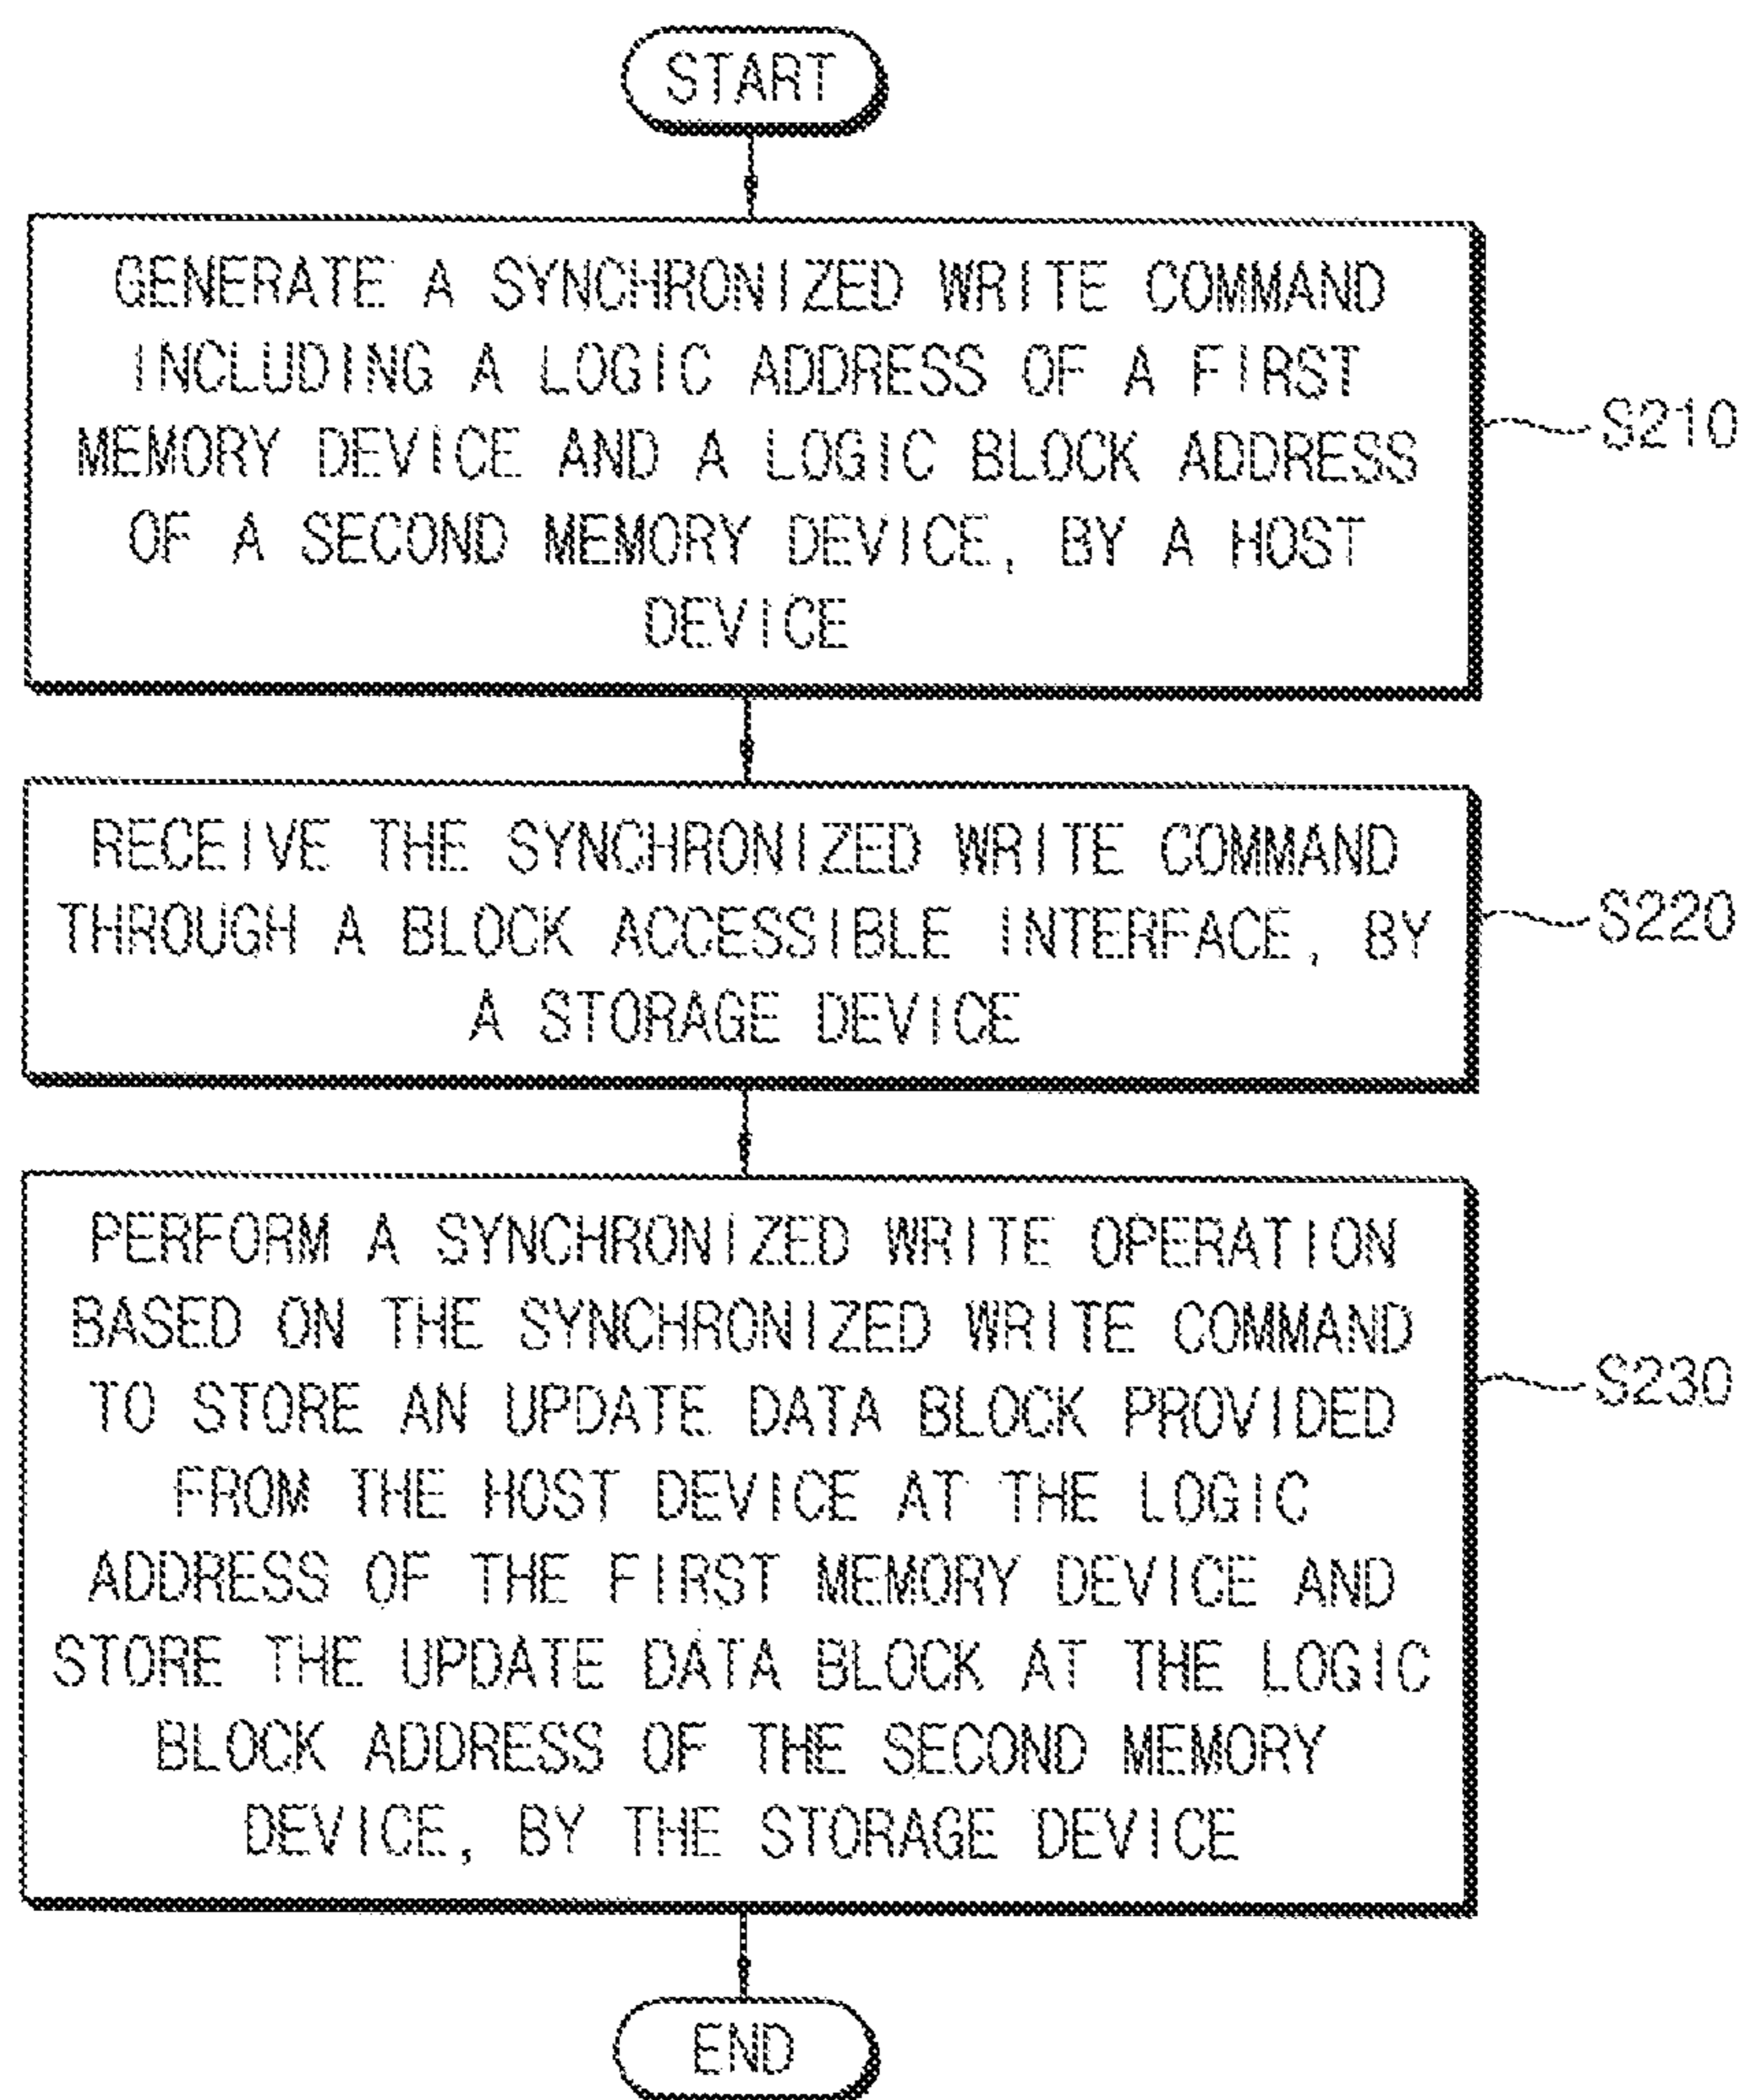 START
GENERATE A SYNCHRONIZED WRITE COMMAND
INCLUDING A LOGIC ADDRESS OF A FIRST
MEMORY DEVICE AND A LOGIC BLOCK ADDRESS
OF A SECOND MEMORY DEVICE, BY A HOST
DEVICE
S210
RECEIVE THE SYNCHRONIZED WRITE COMMAND
THROUGH A BLOCK ACCESSIBLE INTERFACE, BY
A STORAGE DEVICE
S220
PERFORM A SYNCHRONIZED WRITE OPERATION
BASED ON THE SYNCHRONIZED WRITE COMMAND
TO STORE AN UPDATE DATA BLOCK PROVIDED
FROM THE HOST DEVICE AT THE LOGIC
ADDRESS OF THE FIRST MEMORY DEVICE AND
STORE THE UPDATE DATA BLOCK AT THE LOGIC
BLOCK ADDRESS OF THE SECOND MEMORY
DEVICE, BY THE STORAGE DEVICE
S230
END